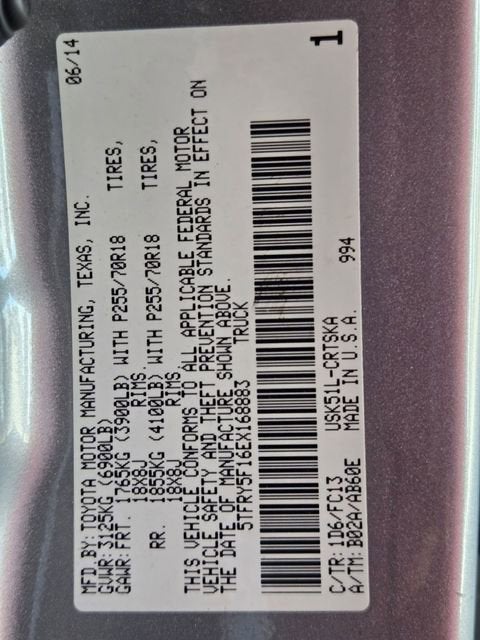 MFD.BY:TOYOTA MOTOR MANUFACTURING, TEXAS, INC. 06/14
GVWR:3125KG (6900LB)
GAWR:FRT. 1765KG (3900LB) WITH P255/70R18 TIRES,
18X8J RIMS.
RR. 1855KG (4100LB) WITH P255/70R18 TIRES,
18X8J RIMS
THIS VEHICLE CONFORMS TO ALL APPLICABLE FEDERAL MOTOR
VEHICLE SAFETY AND THEFT PREVENTION STANDARDS IN EFFECT ON
THE DATE OF MANUFACTURE SHOWN ABOVE.
5TFRY5F16EX168883 TRUCK
C/TR: 1D6/FC13 USK51L-CRTSKA
A/TM: B02A/AB60E MADE IN U.S.A. 994 1